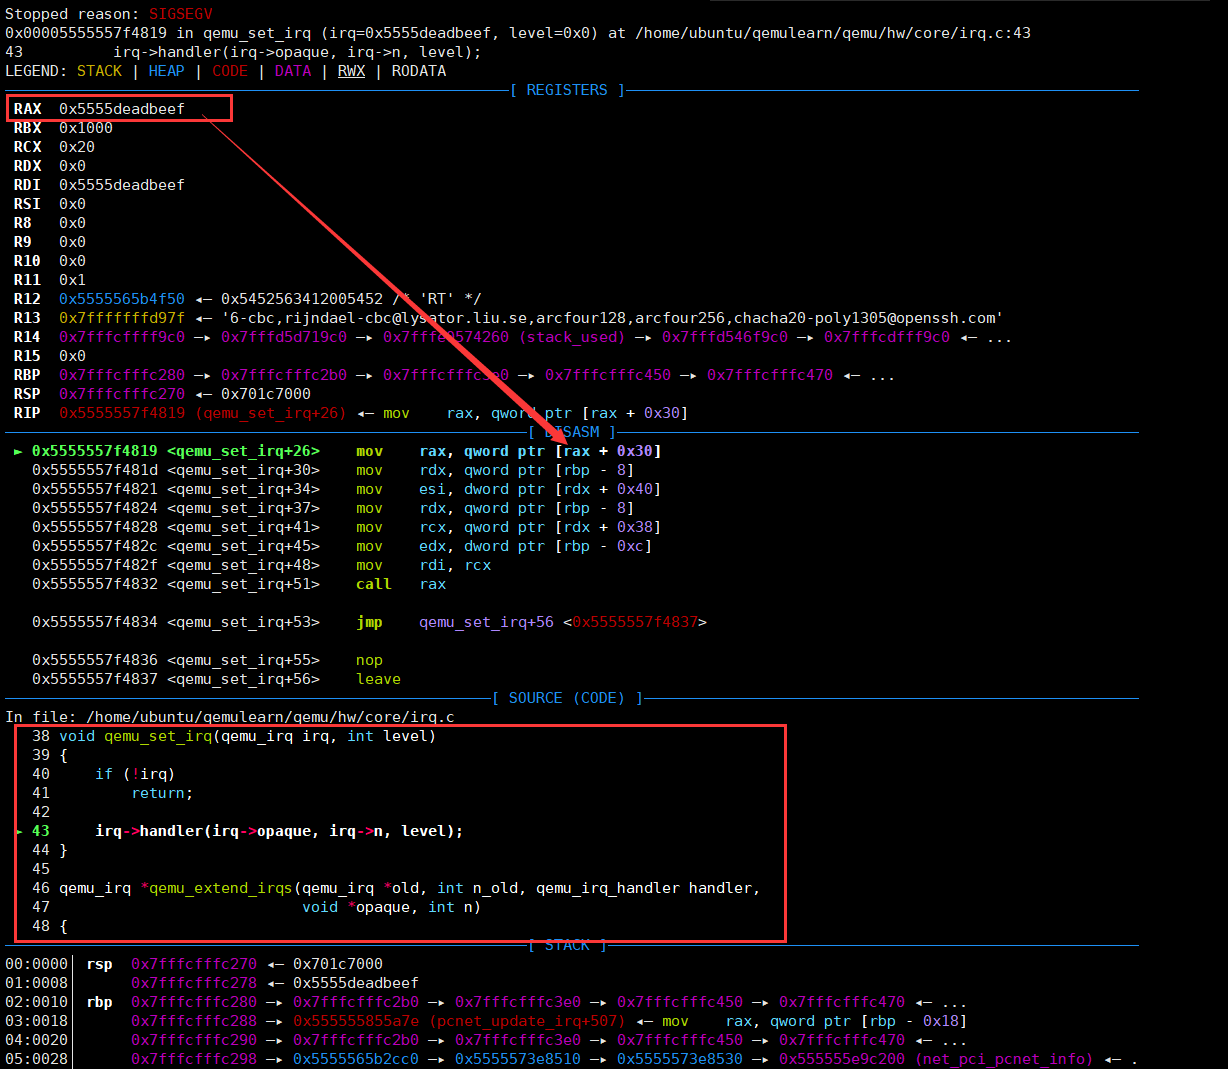 Stopped reason: SIGSEGV
0x00005555557f4819 in qemu_set_irq (irq=0x5555deadbeef, level=0x0) at /home/ubuntu/qemulearn/qemu/hw/core/irq.c:43
43          irq->handler(irq->opaque, irq->n, level);
LEGEND: STACK | HEAP | CODE | DATA | RWX | RODATA
[ REGISTERS ]
RAX  0x5555deadbeef
RBX  0x1000
RCX  0x20
RDX  0x0
RDI  0x5555deadbeef
RSI  0x0
R8   0x0
R9   0x0
R10  0x0
R11  0x1
R12  0x5555565b4f50 ◂— 0x5452563412005452 /* 'RT' */
R13  0x7fffffffd97f ◂— '6-cbc,rijndael-cbc@lysator.liu.se,arcfour128,arcfour256,chacha20-poly1305@openssh.com'
R14  0x7fffcffff9c0 —▸ 0x7fffd5d719c0 —▸ 0x7fffe0574260 (stack_used) —▸ 0x7fffd546f9c0 —▸ 0x7fffcdfff9c0 ◂— ...
R15  0x0
RBP  0x7fffcfffc280 —▸ 0x7fffcfffc2b0 —▸ 0x7fffcfffc3e0 —▸ 0x7fffcfffc450 —▸ 0x7fffcfffc470 ◂— ...
RSP  0x7fffcfffc270 ◂— 0x701c7000
RIP  0x5555557f4819 (qemu_set_irq+26) ◂— mov    rax, qword ptr [rax + 0x30]
[ DISASM ]
► 0x5555557f4819 <qemu_set_irq+26>    mov    rax, qword ptr [rax + 0x30]
0x5555557f481d <qemu_set_irq+30>    mov    rdx, qword ptr [rbp - 8]
0x5555557f4821 <qemu_set_irq+34>    mov    esi, dword ptr [rdx + 0x40]
0x5555557f4824 <qemu_set_irq+37>    mov    rdx, qword ptr [rbp - 8]
0x5555557f4828 <qemu_set_irq+41>    mov    rcx, qword ptr [rdx + 0x38]
0x5555557f482c <qemu_set_irq+45>    mov    edx, dword ptr [rbp - 0xc]
0x5555557f482f <qemu_set_irq+48>    mov    rdi, rcx
0x5555557f4832 <qemu_set_irq+51>    call   rax
0x5555557f4834 <qemu_set_irq+53>    jmp    qemu_set_irq+56 <0x5555557f4837>
0x5555557f4836 <qemu_set_irq+55>    nop
0x5555557f4837 <qemu_set_irq+56>    leave
[ SOURCE (CODE) ]
In file: /home/ubuntu/qemulearn/qemu/hw/core/irq.c
38 void qemu_set_irq(qemu_irq irq, int level)
39 {
40     if (!irq)
41         return;
42
► 43     irq->handler(irq->opaque, irq->n, level);
44 }
45
46 qemu_irq *qemu_extend_irqs(qemu_irq *old, int n_old, qemu_irq_handler handler,
47                            void *opaque, int n)
48 {
[ STACK ]
00:0000│ rsp  0x7fffcfffc270 ◂— 0x701c7000
01:0008│      0x7fffcfffc278 ◂— 0x5555deadbeef
02:0010│ rbp  0x7fffcfffc280 —▸ 0x7fffcfffc2b0 —▸ 0x7fffcfffc3e0 —▸ 0x7fffcfffc450 —▸ 0x7fffcfffc470 ◂— ...
03:0018│      0x7fffcfffc288 —▸ 0x555555855a7e (pcnet_update_irq+507) ◂— mov    rax, qword ptr [rbp - 0x18]
04:0020│      0x7fffcfffc290 —▸ 0x7fffcfffc2b0 —▸ 0x7fffcfffc3e0 —▸ 0x7fffcfffc450 —▸ 0x7fffcfffc470 ◂— ...
05:0028│      0x7fffcfffc298 —▸ 0x5555565b2cc0 —▸ 0x5555573e8510 —▸ 0x5555573e8530 —▸ 0x555555e9c200 (net_pci_pcnet_info) ◂— .